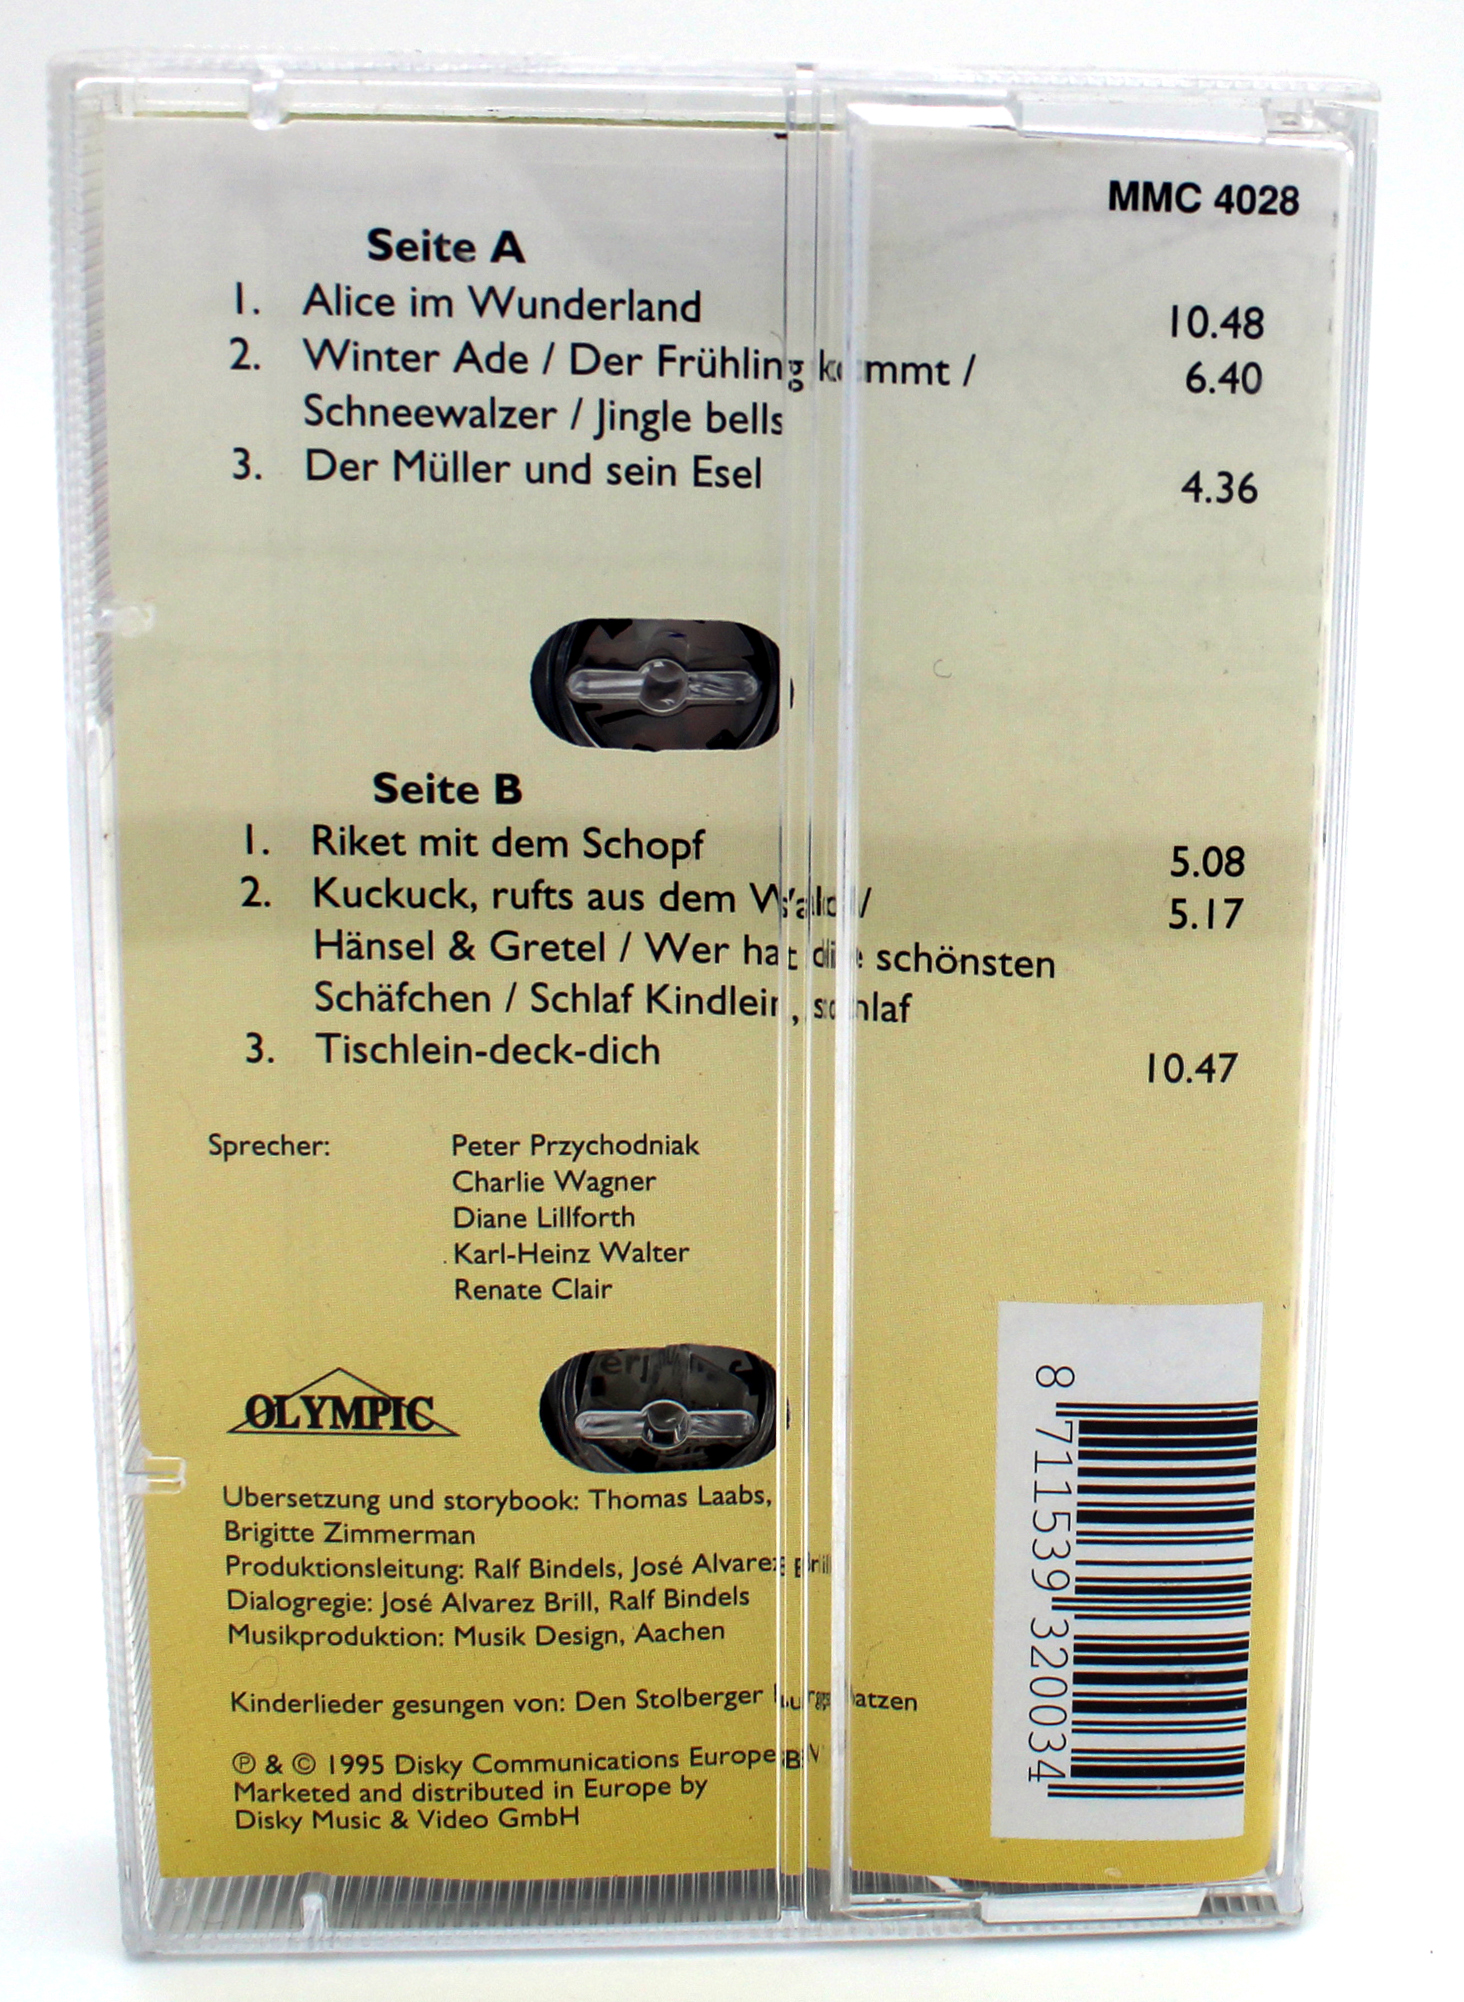 MMC 4028
Seite A
1. Alice im Wunderland 10.48
2. Winter Ade / Der Frühling kommt / 6.40
Schneewalzer / Jingle bells
3. Der Müller und sein Esel 4.36
Seite B
1. Riket mit dem Schopf 5.08
2. Kuckuck, rufts aus dem Wald / 5.17
Hänsel & Gretel / Wer hat die schönsten
Schäfchen / Schlaf Kindlein, schlaf
3. Tischlein-deck-dich 10.47
Sprecher: Peter Przychodniak
Charlie Wagner
Diane Lillforth
Karl-Heinz Walter
Renate Clair
OLYMPIC
Ubersetzung und storybook: Thomas Laabs,
Brigitte Zimmerman
Produktionsleitung: Ralf Bindels, José Alvarez Brill
Dialogregie: José Alvarez Brill, Ralf Bindels
Musikproduktion: Musik Design, Aachen
Kinderlieder gesungen von: Den Stolberger
℗ & © 1995 Disky Communications Europe B.V.
Marketed and distributed in Europe by
Disky Music & Video GmbH
8 711539 320034